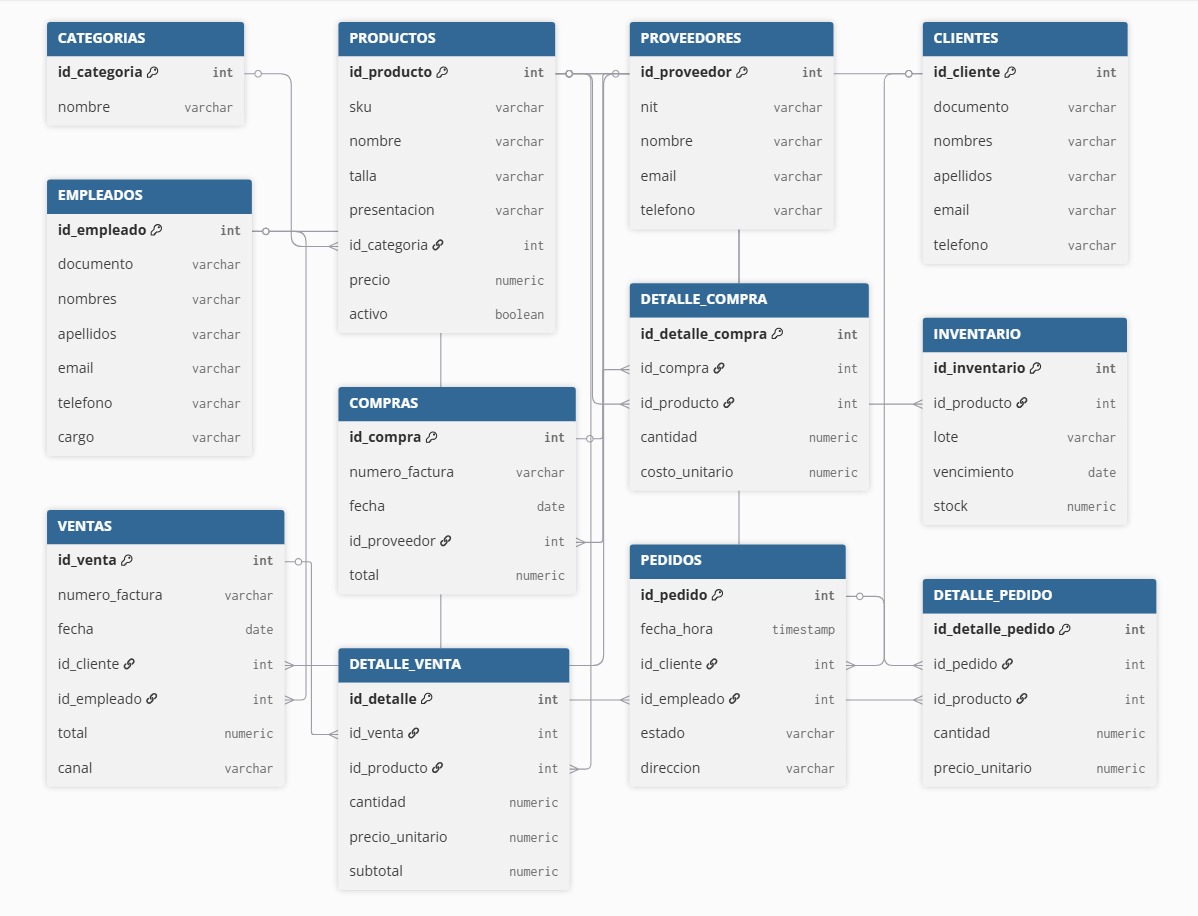 CATEGORIAS
id_categoria int
nombre varchar
EMPLEADOS
id_empleado int
documento varchar
nombres varchar
apellidos varchar
email varchar
telefono varchar
cargo varchar
VENTAS
id_venta int
numero_factura varchar
fecha date
id_cliente int
id_empleado int
total numeric
canal varchar
PRODUCTOS
id_producto int
sku varchar
nombre varchar
talla varchar
presentacion varchar
id_categoria int
precio numeric
activo boolean
COMPRAS
id_compra int
numero_factura varchar
fecha date
id_proveedor int
total numeric
DETALLE_VENTA
id_detalle int
id_venta int
id_producto int
cantidad numeric
precio_unitario numeric
subtotal numeric
PROVEEDORES
id_proveedor int
nit varchar
nombre varchar
email varchar
telefono varchar
DETALLE_COMPRA
id_detalle_compra int
id_compra int
id_producto int
cantidad numeric
costo_unitario numeric
PEDIDOS
id_pedido int
fecha_hora timestamp
id_cliente int
id_empleado int
estado varchar
direccion varchar
CLIENTES
id_cliente int
documento varchar
nombres varchar
apellidos varchar
email varchar
telefono varchar
INVENTARIO
id_inventario int
id_producto int
lote varchar
vencimiento date
stock numeric
DETALLE_PEDIDO
id_detalle_pedido int
id_pedido int
id_producto int
cantidad numeric
precio_unitario numeric